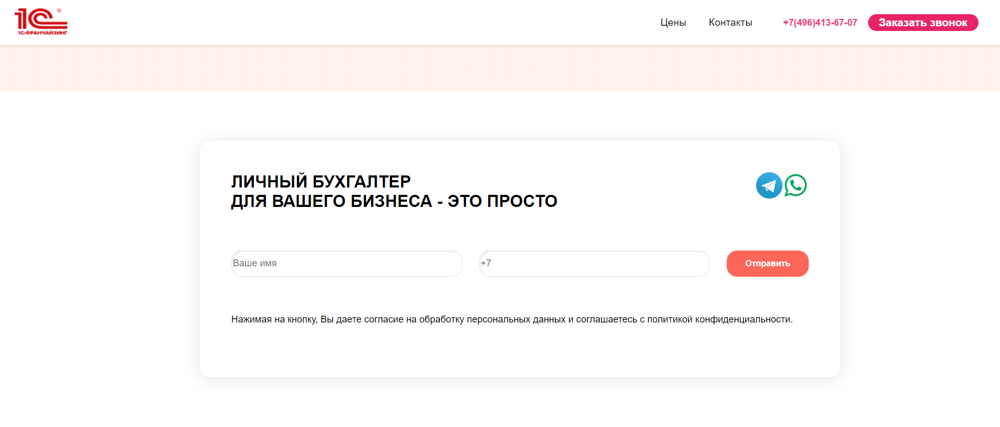 1С ®
1С:ФРАНЧАЙЗИНГ
Цены
Контакты
+7(496)413-67-07
Заказать звонок
ЛИЧНЫЙ БУХГАЛТЕР
ДЛЯ ВАШЕГО БИЗНЕСА - ЭТО ПРОСТО
Ваше имя
+7
Отправить
Нажимая на кнопку, Вы даете согласие на обработку персональных данных и соглашаетесь с политикой конфиденциальности.